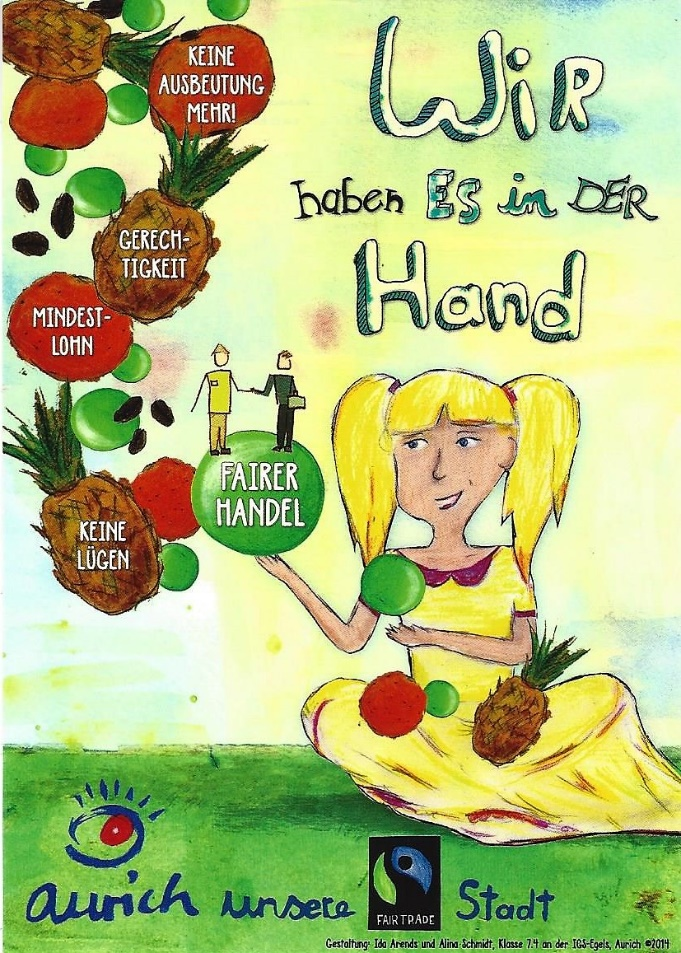 WiR
haben ES in DER
Hand
KEINE
AUSBEUTUNG
MEHR!
GERECH-
TIGKEIT
MINDEST-
LOHN
FAIRER
HANDEL
KEINE
LÜGEN
aurich unsere FAIRTRADE Stadt
Gestaltung: Ida Arends und Alina Schmidt, Klasse 7.4 an der IGS-Egels, Aurich ©2014